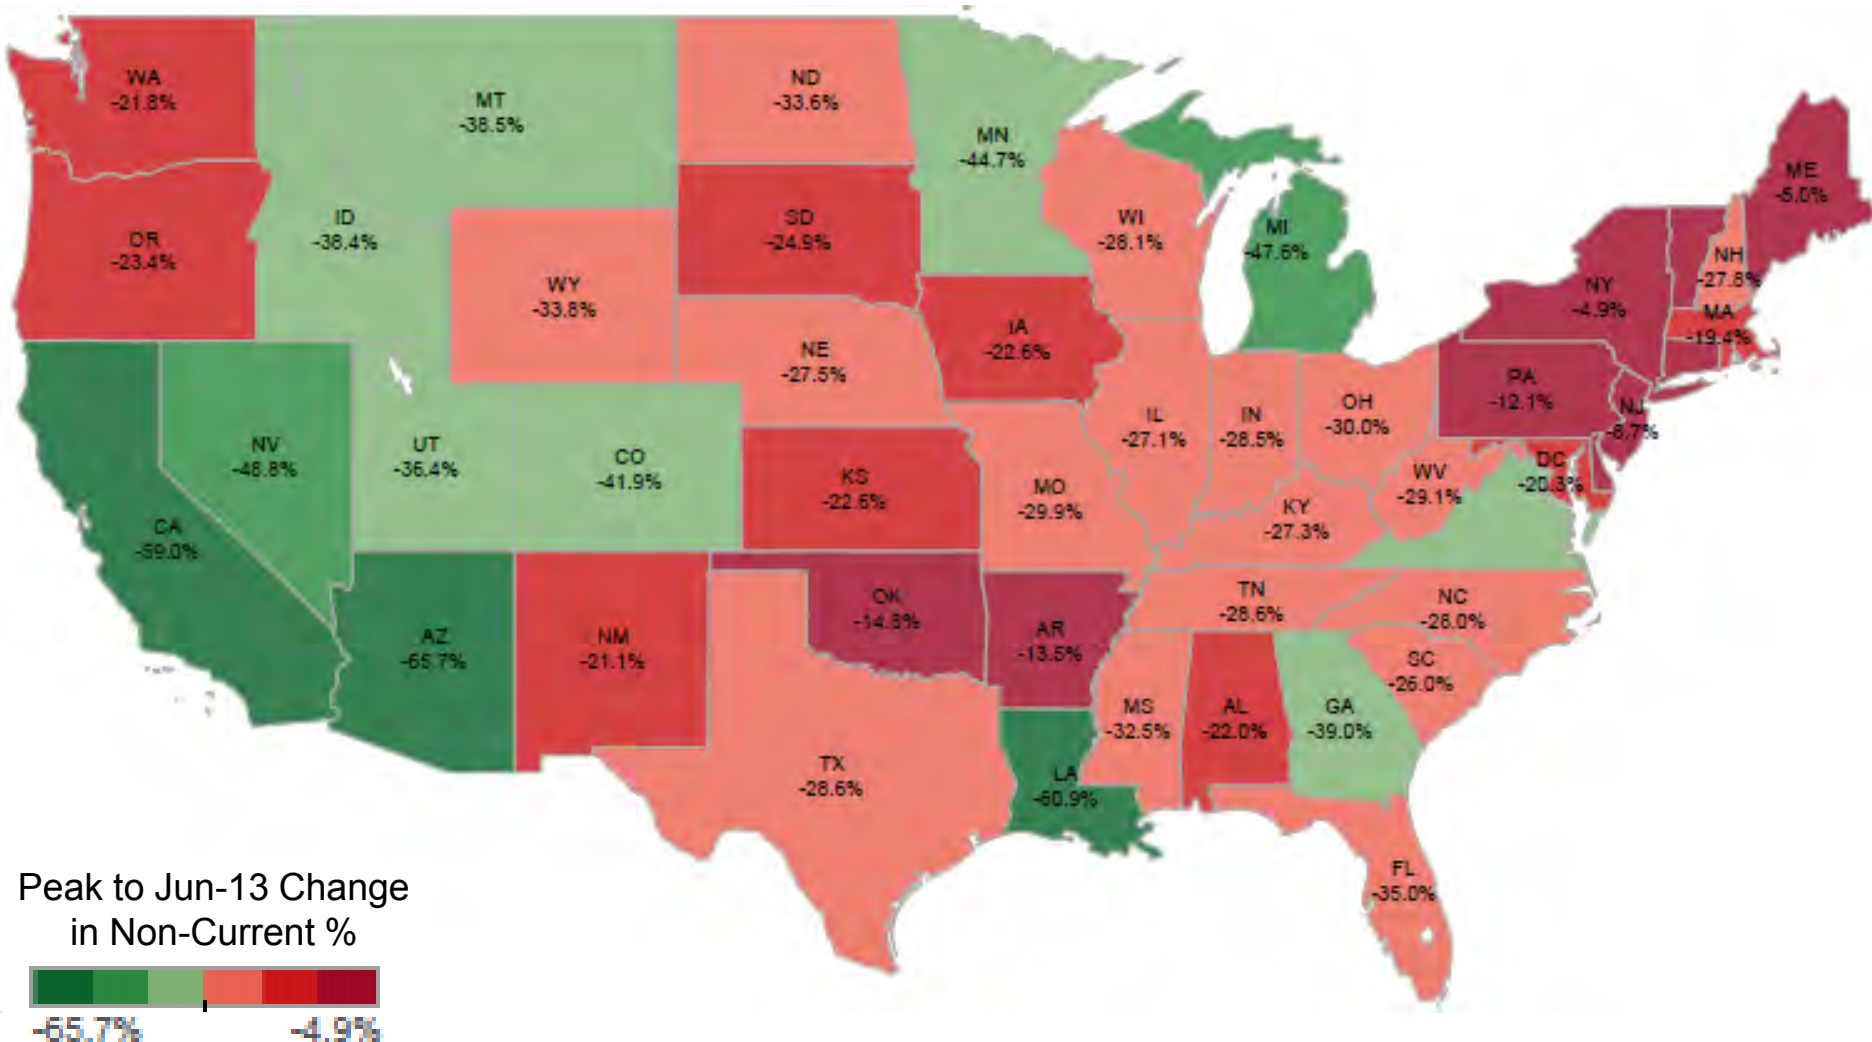 WA
-21.8%
MT
-38.5%
ND
-33.6%
MN
-44.7%
ME
-5.0%
OR
-23.4%
ID
-38.4%
SD
-24.9%
WI
-28.1%
MI
-47.6%
NH
-27.8%
WY
-33.8%
NY
-4.9%
MA
-19.4%
IA
-22.6%
NE
-27.5%
PA
-12.1%
NJ
-8.7%
NV
-48.8%
UT
-36.4%
CO
-41.9%
KS
-22.6%
MO
-29.9%
IL
-27.1%
IN
-28.5%
OH
-30.0%
WV
-29.1%
DC
-20.3%
KY
-27.3%
CA
-59.0%
AZ
-65.7%
NM
-21.1%
OK
-14.5%
AR
-13.5%
TN
-28.6%
NC
-28.0%
SC
-26.0%
MS
-32.5%
AL
-22.0%
GA
-39.0%
TX
-28.6%
LA
-60.9%
FL
-35.0%
Peak to Jun-13 Change
in Non-Current %
-65.7% -4.9%